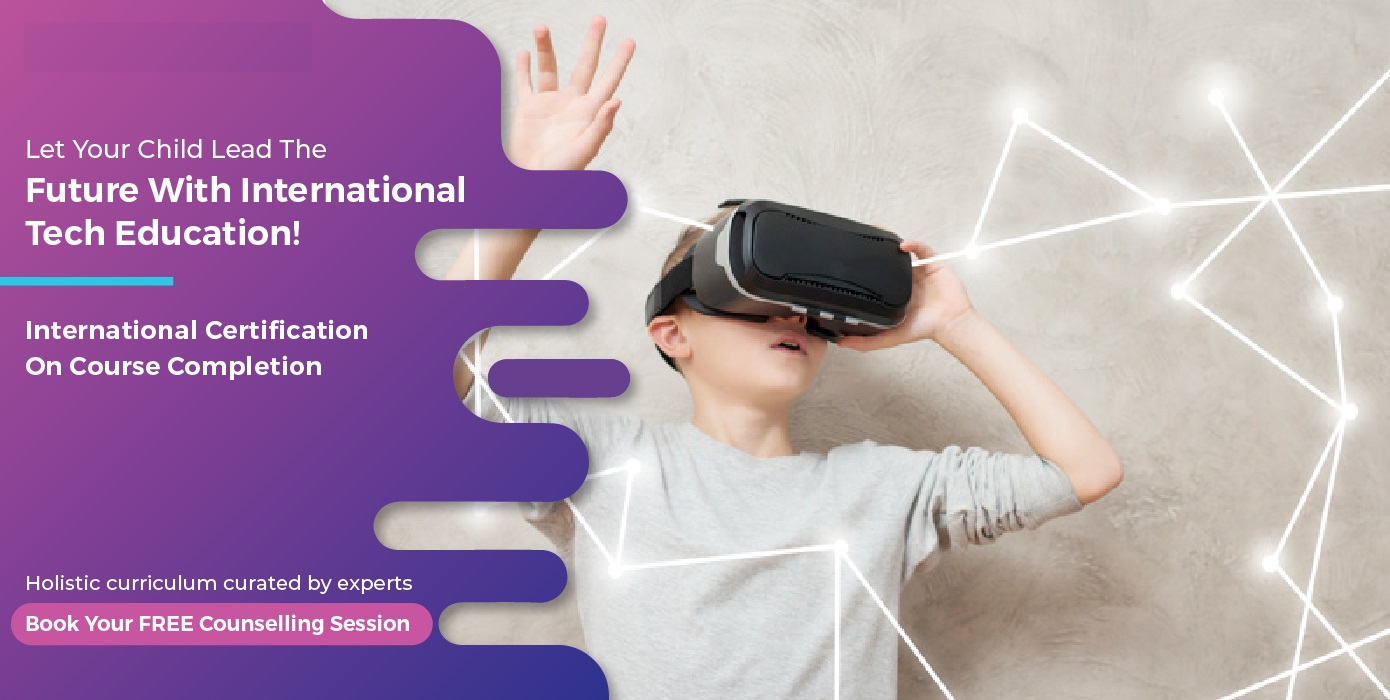 Let Your Child Lead The
Future With International
Tech Education!
International Certification
On Course Completion
Holistic curriculum curated by experts
Book Your FREE Counselling Session